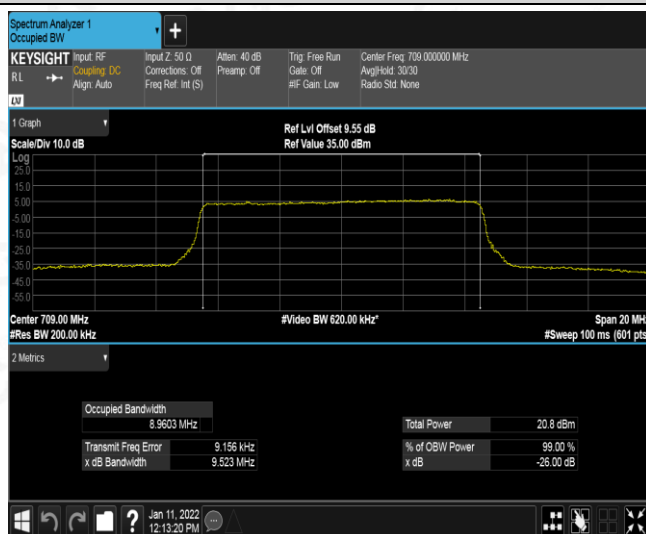 Spectrum Analyzer 1
Occupied BW
+
KEYSIGHT
R L
LXI
Input: RF
Coupling: DC
Align: Auto
Input Z: 50 Ω
Corrections: Off
Freq Ref: Int (S)
Atten: 40 dB
Preamp: Off
Trig: Free Run
Gate: Off
#IF Gain: Low
Center Freq: 709.000000 MHz
Avg|Hold: 30/30
Radio Std: None
1 Graph
Scale/Div 10.0 dB
Ref Lvl Offset 9.55 dB
Ref Value 35.00 dBm
Log
25.0
15.0
5.00
-5.00
-15.0
-25.0
-35.0
-45.0
-55.0
Center 709.00 MHz
#Res BW 200.00 kHz
#Video BW 620.00 kHz*
Span 20 MHz
#Sweep 100 ms (601 pts)
2 Metrics
Occupied Bandwidth
8.9603 MHz
Transmit Freq Error 9.156 kHz
x dB Bandwidth 9.523 MHz
Total Power 20.8 dBm
% of OBW Power 99.00 %
x dB -26.00 dB
?
Jan 11, 2022
12:13:20 PM